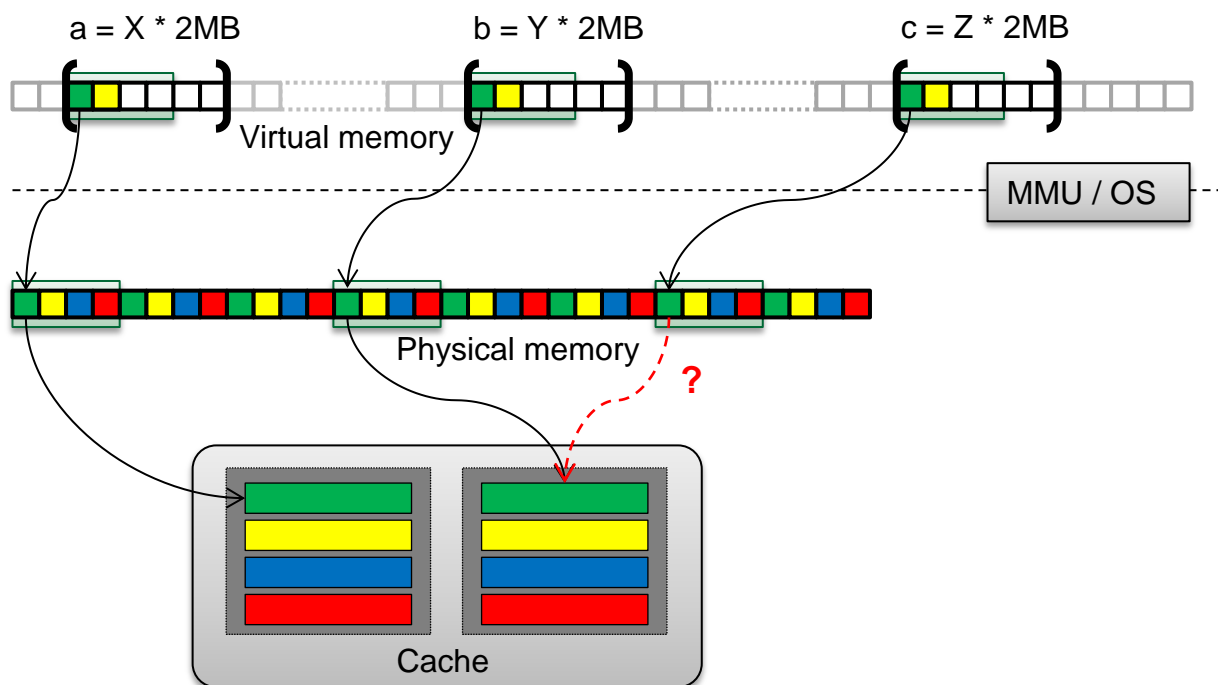 a = X * 2MB
b = Y * 2MB
c = Z * 2MB
Virtual memory
MMU / OS
Physical memory
?
Cache